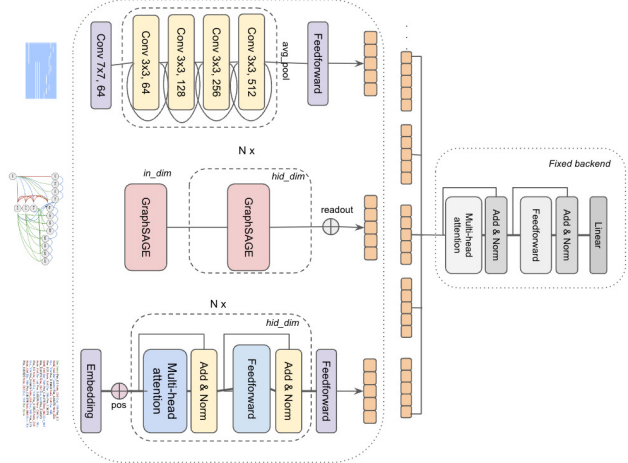 Conv 7x7, 64
Conv 3x3, 64
Conv 3x3, 128
Conv 3x3, 256
Conv 3x3, 512
avg_pool
Feedforward
N x
in_dim
hid_dim
GraphSAGE
GraphSAGE
readout
N x
hid_dim
Embedding
pos
Multi-head
attention
Add & Norm
Feedforward
Add & Norm
Feedforward
Fixed backend
Multi-head
attention
Add & Norm
Feedforward
Add & Norm
Linear